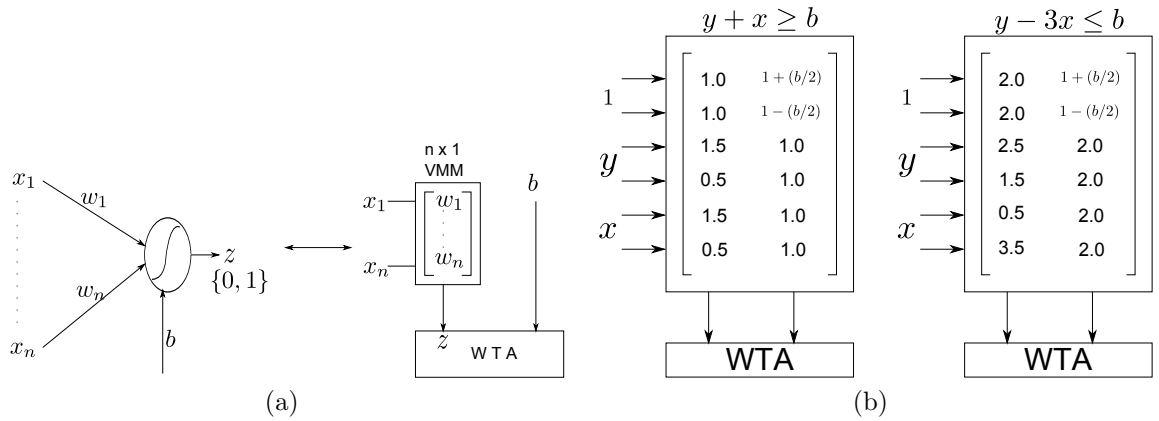 x₁
w₁
wₙ
xₙ
b
z
{0, 1}
n x 1
VMM
x₁
w₁
xₙ
wₙ
b
z
W T A
(a)
y + x ≥ b
1
y
x
1.0 1 + (b/2)
1.0 1 − (b/2)
1.5 1.0
0.5 1.0
1.5 1.0
0.5 1.0
WTA
y − 3x ≤ b
1
y
x
2.0 1 + (b/2)
2.0 1 − (b/2)
2.5 2.0
1.5 2.0
0.5 2.0
3.5 2.0
WTA
(b)